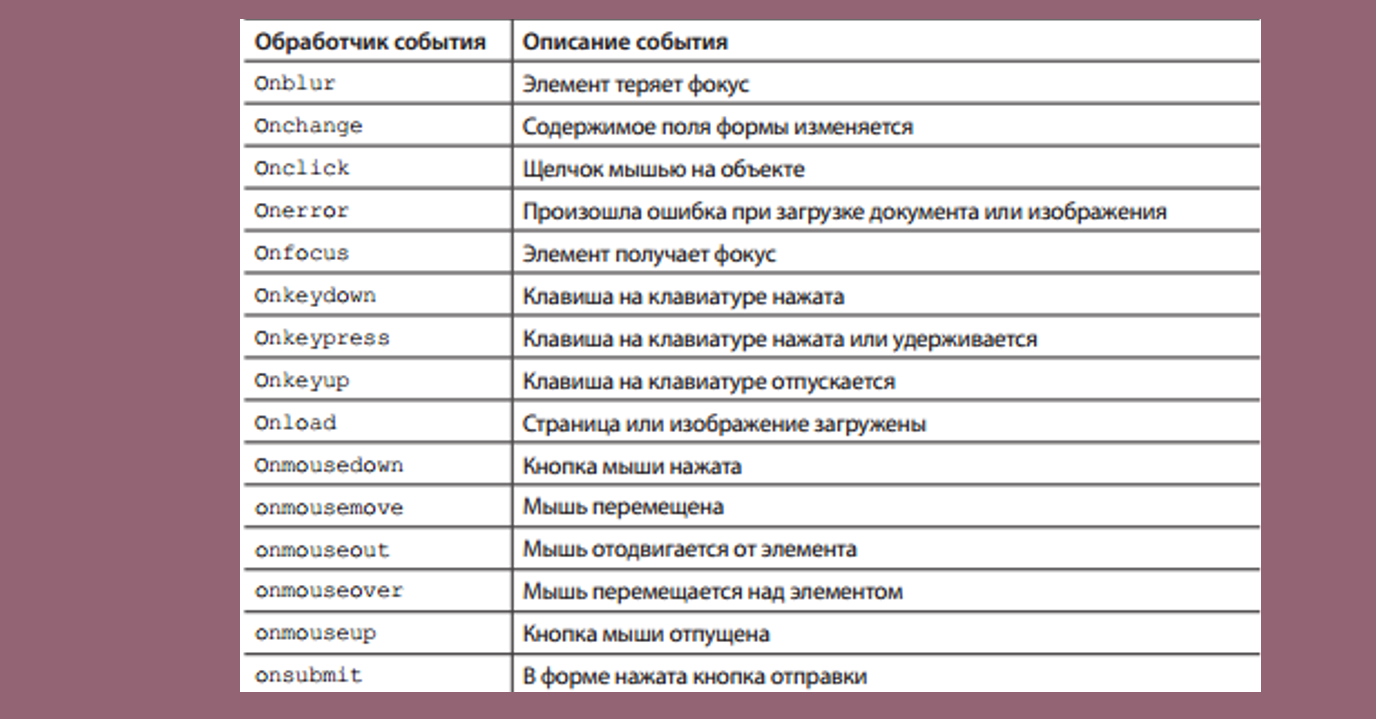 Обработчик события Описание события
Onblur Элемент теряет фокус
Onchange Содержимое поля формы изменяется
Onclick Щелчок мышью на объекте
Onerror Произошла ошибка при загрузке документа или изображения
Onfocus Элемент получает фокус
Onkeydown Клавиша на клавиатуре нажата
Onkeypress Клавиша на клавиатуре нажата или удерживается
Onkeyup Клавиша на клавиатуре отпускается
Onload Страница или изображение загружены
Onmousedown Кнопка мыши нажата
onmousemove Мышь перемещена
onmouseout Мышь отодвигается от элемента
onmouseover Мышь перемещается над элементом
onmouseup Кнопка мыши отпущена
onsubmit В форме нажата кнопка отправки